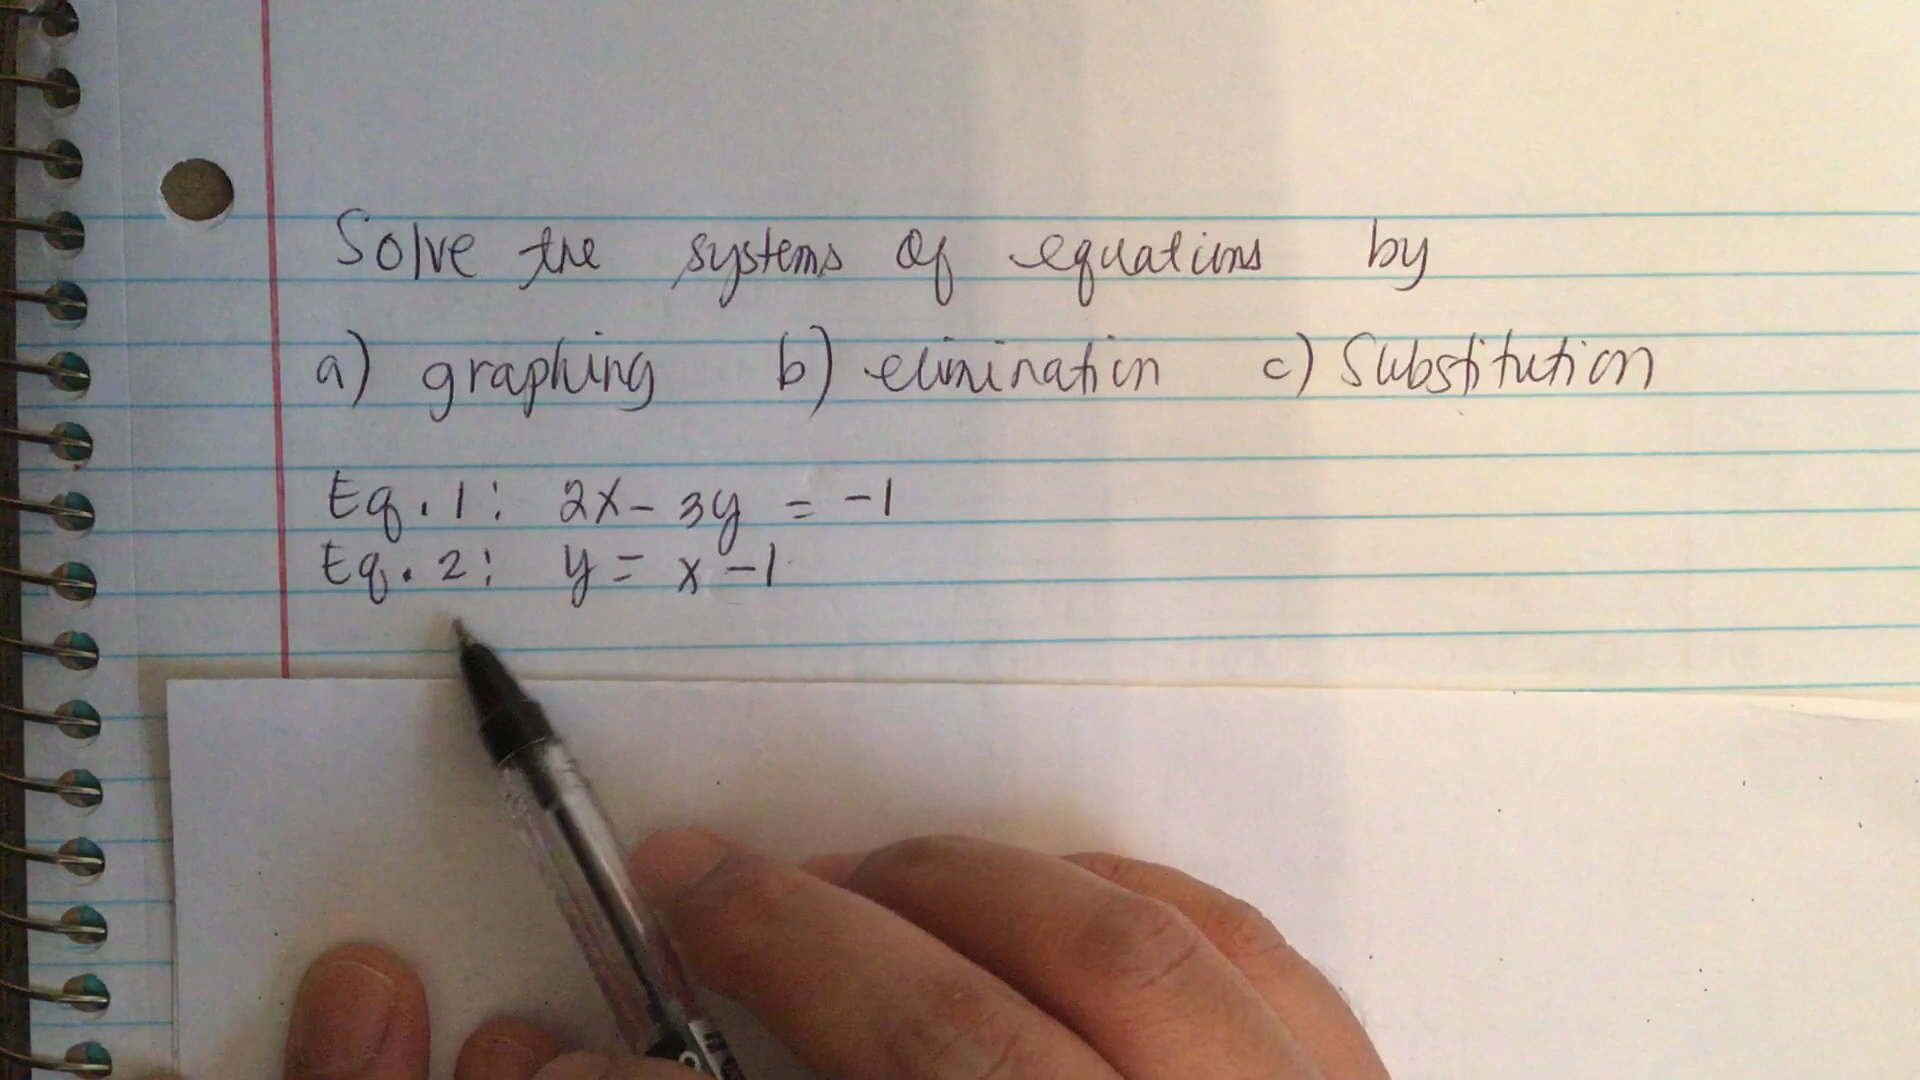 Solve the systems of equations by
a) graphing b) elimination c) Substitution
Eq. 1: 2x - 3y = -1
Eq. 2: y = x - 1